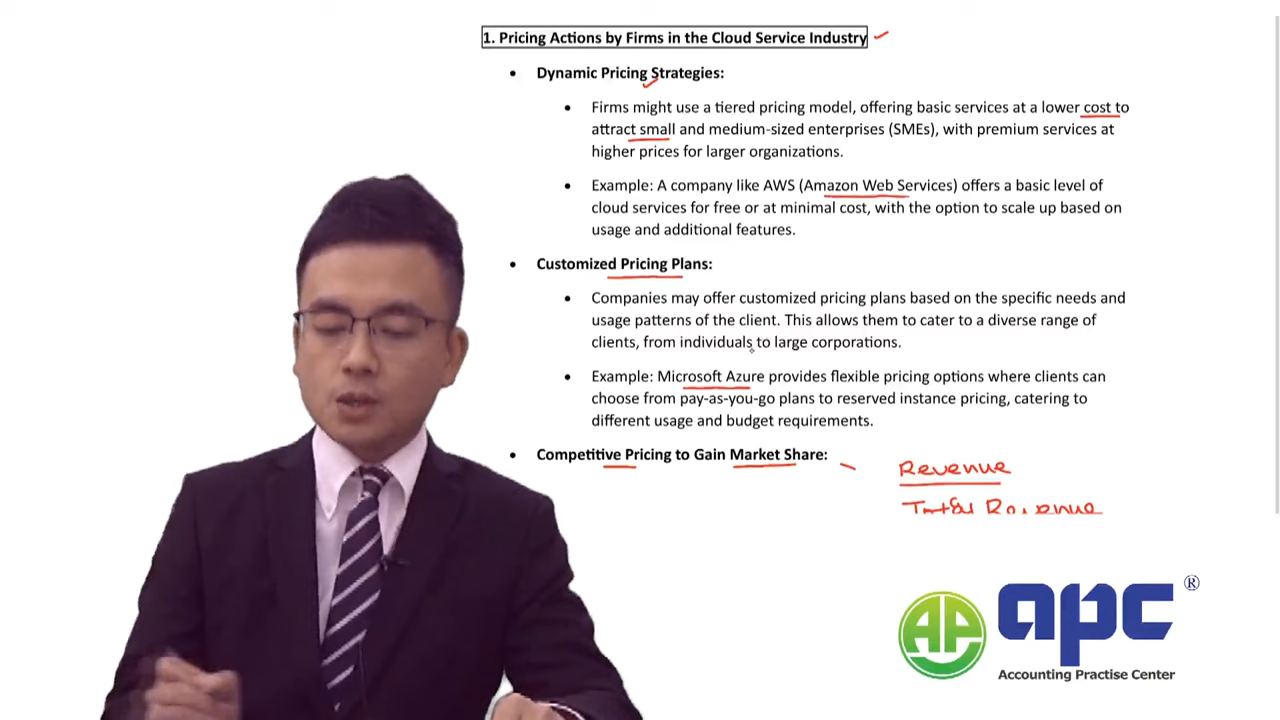 1. Pricing Actions by Firms in the Cloud Service Industry
• Dynamic Pricing Strategies:
• Firms might use a tiered pricing model, offering basic services at a lower cost to
attract small and medium-sized enterprises (SMEs), with premium services at
higher prices for larger organizations.
• Example: A company like AWS (Amazon Web Services) offers a basic level of
cloud services for free or at minimal cost, with the option to scale up based on
usage and additional features.
• Customized Pricing Plans:
• Companies may offer customized pricing plans based on the specific needs and
usage patterns of the client. This allows them to cater to a diverse range of
clients, from individuals to large corporations.
• Example: Microsoft Azure provides flexible pricing options where clients can
choose from pay-as-you-go plans to reserved instance pricing, catering to
different usage and budget requirements.
• Competitive Pricing to Gain Market Share:
Revenue
Total Revenue
AP
apc®
Accounting Practise Center